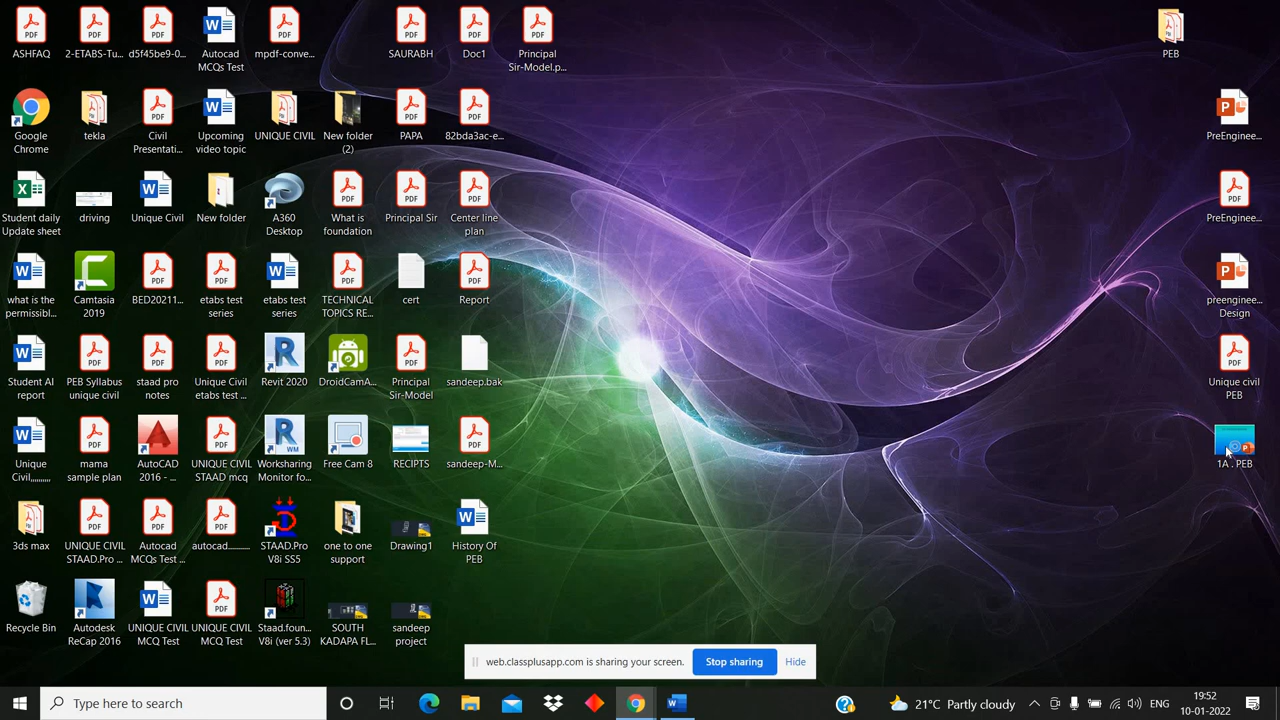 ASHFAQ
2-ETABS-Tu...
d5f45be9-0...
Autocad
MCQs Test
mpdf-conve...
SAURABH
Doc1
Principal
Sir-Model.p...
PEB
Google
Chrome
tekla
Civil
Presentati...
Upcoming
video topic
UNIQUE CIVIL
New folder
(2)
PAPA
82bda3ac-e...
PreEnginee...
Student daily
Update sheet
driving
Unique Civil
New folder
A360
Desktop
What is
foundation
Principal Sir
Center line
plan
PreEnginee...
what is the
permissibl...
Camtasia
2019
BED20211...
etabs test
series
etabs test
series
TECHNICAL
TOPICS RE...
cert
Report
preenginee...
Design
Student AI
report
PEB Syllabus
unique civil
staad pro
notes
Unique Civil
etabs test ...
Revit 2020
DroidCamA...
Principal
Sir-Model
sandeep.bak
Unique civil
PEB
Unique
Civil,,,,,,,,,,
mama
sample plan
AutoCAD
2016 - ...
UNIQUE CIVIL
STAAD mcq
Worksharing
Monitor fo...
Free Cam 8
RECIPTS
sandeep-M...
1A . PEB
3ds max
UNIQUE CIVIL
STAAD.Pro ...
Autocad
MCQs Test ...
autocad............
STAAD.Pro
V8i SS5
one to one
support
Drawing1
History Of
PEB
Recycle Bin
Autodesk
ReCap 2016
UNIQUE CIVIL
MCQ Test
UNIQUE CIVIL
MCQ Test
Staad.foun...
V8i (ver 5.3)
SOUTH
KADAPA FL...
sandeep
project
web.classplusapp.com is sharing your screen.
Stop sharing
Hide
Type here to search
21°C Partly cloudy
ENG
19:52
10-01-2022